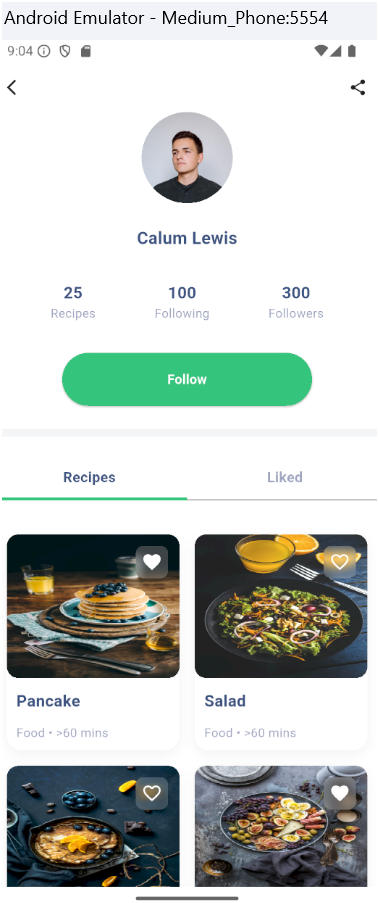 Android Emulator - Medium_Phone:5554
9:04
Calum Lewis
25 100 300
Recipes Following Followers
Follow
Recipes Liked
Pancake Salad
Food • >60 mins Food • >60 mins